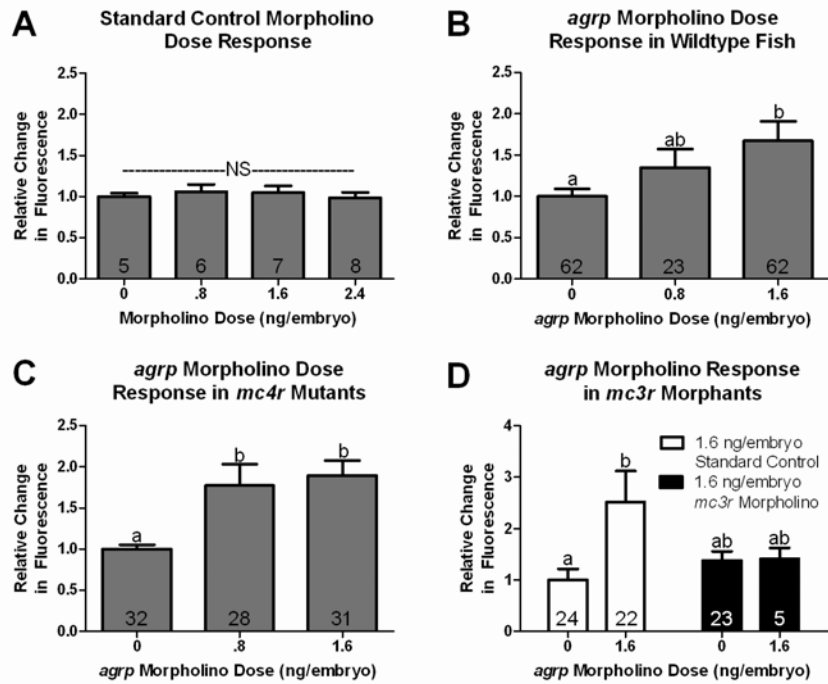 A
Standard Control Morpholino
Dose Response
Relative Change
in Fluorescence
2.5
2.0
1.5
1.0
0.5
0.0
NS
5
6
7
8
0
.8
1.6
2.4
Morpholino Dose (ng/embryo)
B
agrp Morpholino Dose
Response in Wildtype Fish
Relative Change
in Fluorescence
2.5
2.0
1.5
1.0
0.5
0.0
a
ab
b
62
23
62
0
0.8
1.6
agrp Morpholino Dose (ng/embryo)
C
agrp Morpholino Dose
Response in mc4r Mutants
Relative Change
in Fluorescence
2.5
2.0
1.5
1.0
0.5
0.0
a
b
b
32
28
31
0
.8
1.6
agrp Morpholino Dose (ng/embryo)
D
agrp Morpholino Response
in mc3r Morphants
Relative Change
in Fluorescence
4
3
2
1
0
1.6 ng/embryo
Standard Control
1.6 ng/embryo
mc3r Morpholino
a
b
ab
ab
24
22
23
5
0
1.6
0
1.6
agrp Morpholino Dose (ng/embryo)